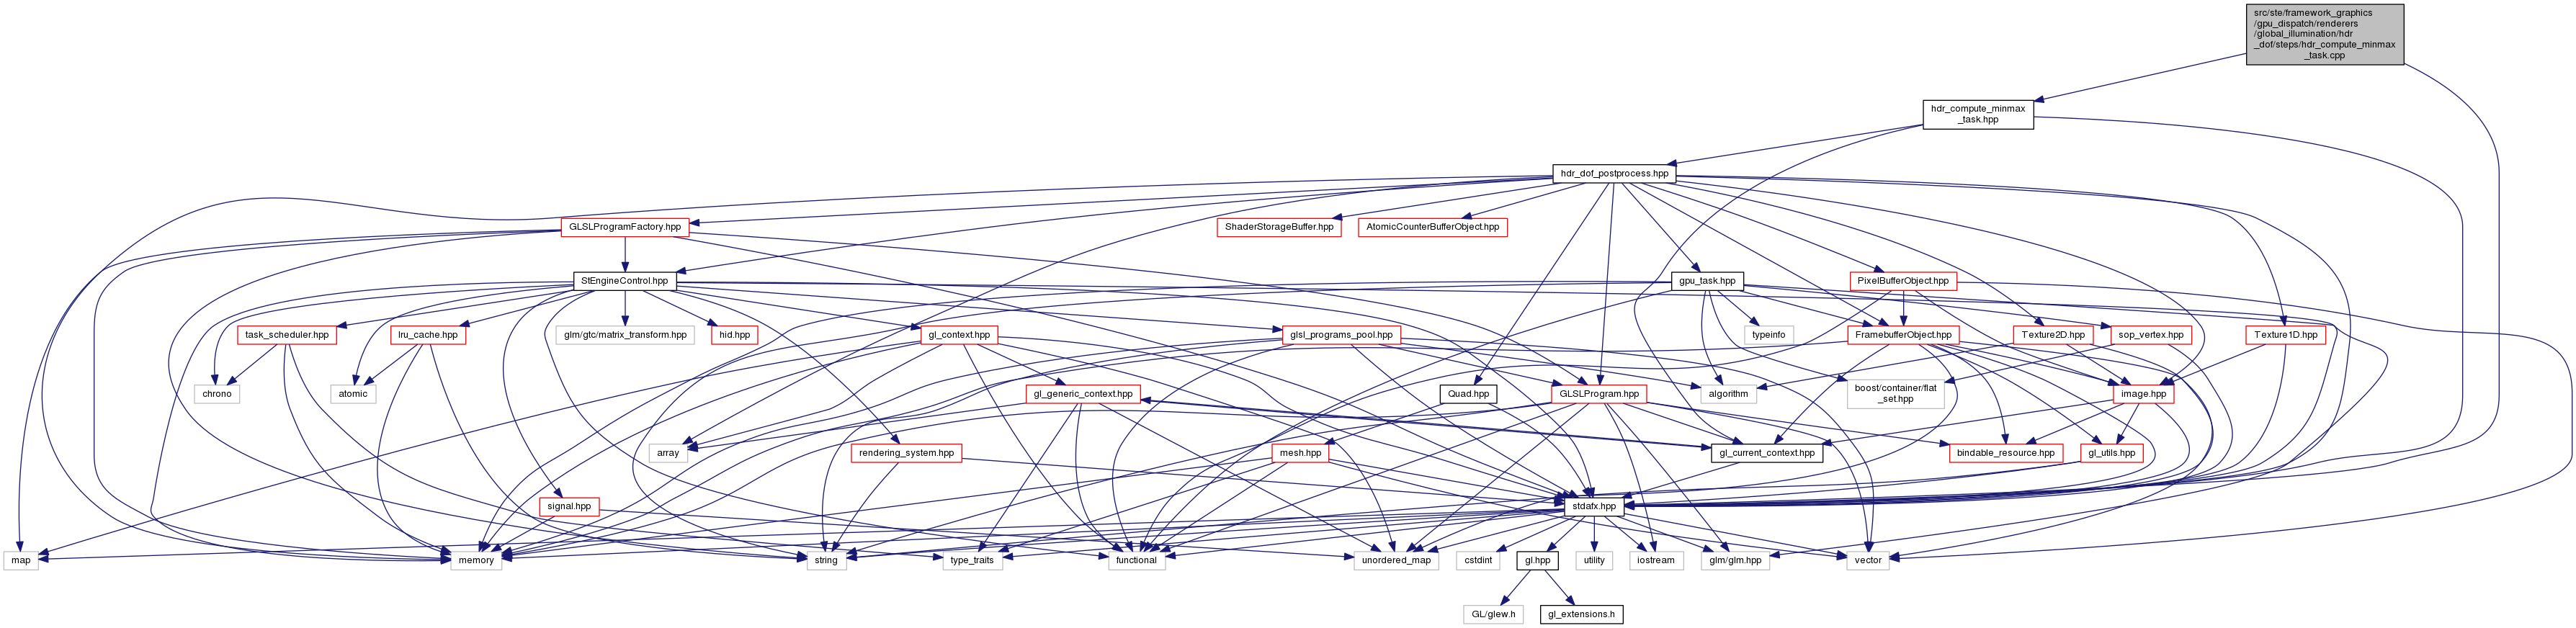 src/ste/framework_graphics
/gpu_dispatch/renderers
/global_illumination/hdr
_dof/steps/hdr_compute_minmax
_task.cpp
hdr_compute_minmax
_task.hpp
hdr_dof_postprocess.hpp
GLSLProgramFactory.hpp
ShaderStorageBuffer.hpp
AtomicCounterBufferObject.hpp
StEngineControl.hpp
gpu_task.hpp
PixelBufferObject.hpp
task_scheduler.hpp
lru_cache.hpp
glm/gtc/matrix_transform.hpp
hid.hpp
gl_context.hpp
glsl_programs_pool.hpp
typeinfo
FramebufferObject.hpp
Texture2D.hpp
sop_vertex.hpp
Texture1D.hpp
chrono
atomic
gl_generic_context.hpp
Quad.hpp
GLSLProgram.hpp
algorithm
boost/container/flat
_set.hpp
image.hpp
array
rendering_system.hpp
mesh.hpp
gl_current_context.hpp
bindable_resource.hpp
gl_utils.hpp
signal.hpp
stdafx.hpp
map
memory
string
type_traits
functional
unordered_map
cstdint
gl.hpp
utility
iostream
glm/glm.hpp
vector
GL/glew.h
gl_extensions.h